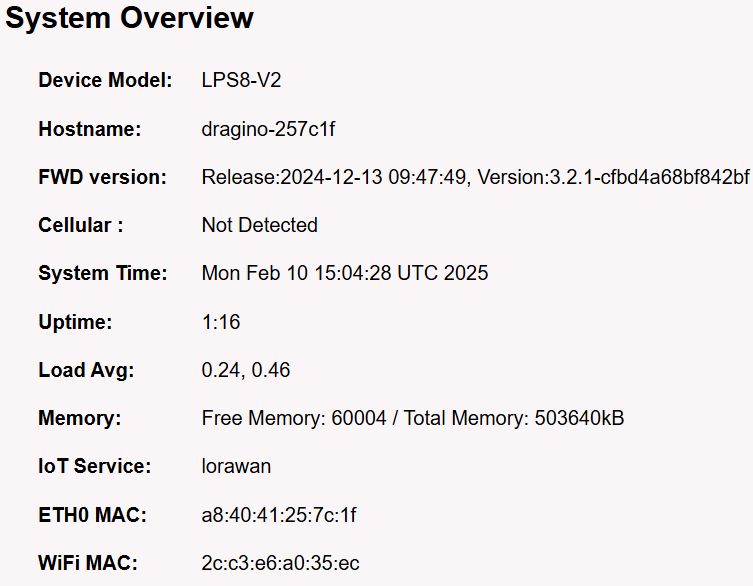 System Overview
Device Model: LPS8-V2
Hostname: dragino-257c1f
FWD version: Release:2024-12-13 09:47:49, Version:3.2.1-cfbd4a68bf842bf
Cellular : Not Detected
System Time: Mon Feb 10 15:04:28 UTC 2025
Uptime: 1:16
Load Avg: 0.24, 0.46
Memory: Free Memory: 60004 / Total Memory: 503640kB
IoT Service: lorawan
ETH0 MAC: a8:40:41:25:7c:1f
WiFi MAC: 2c:c3:e6:a0:35:ec